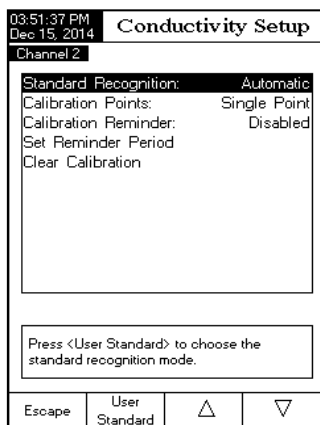 03:51:37 PM
Dec 15, 2014
Conductivity Setup
Channel 2
Standard Recognition: Automatic
Calibration Points: Single Point
Calibration Reminder: Disabled
Set Reminder Period
Clear Calibration
Press <User Standard> to choose the
standard recognition mode.
Escape
User
Standard